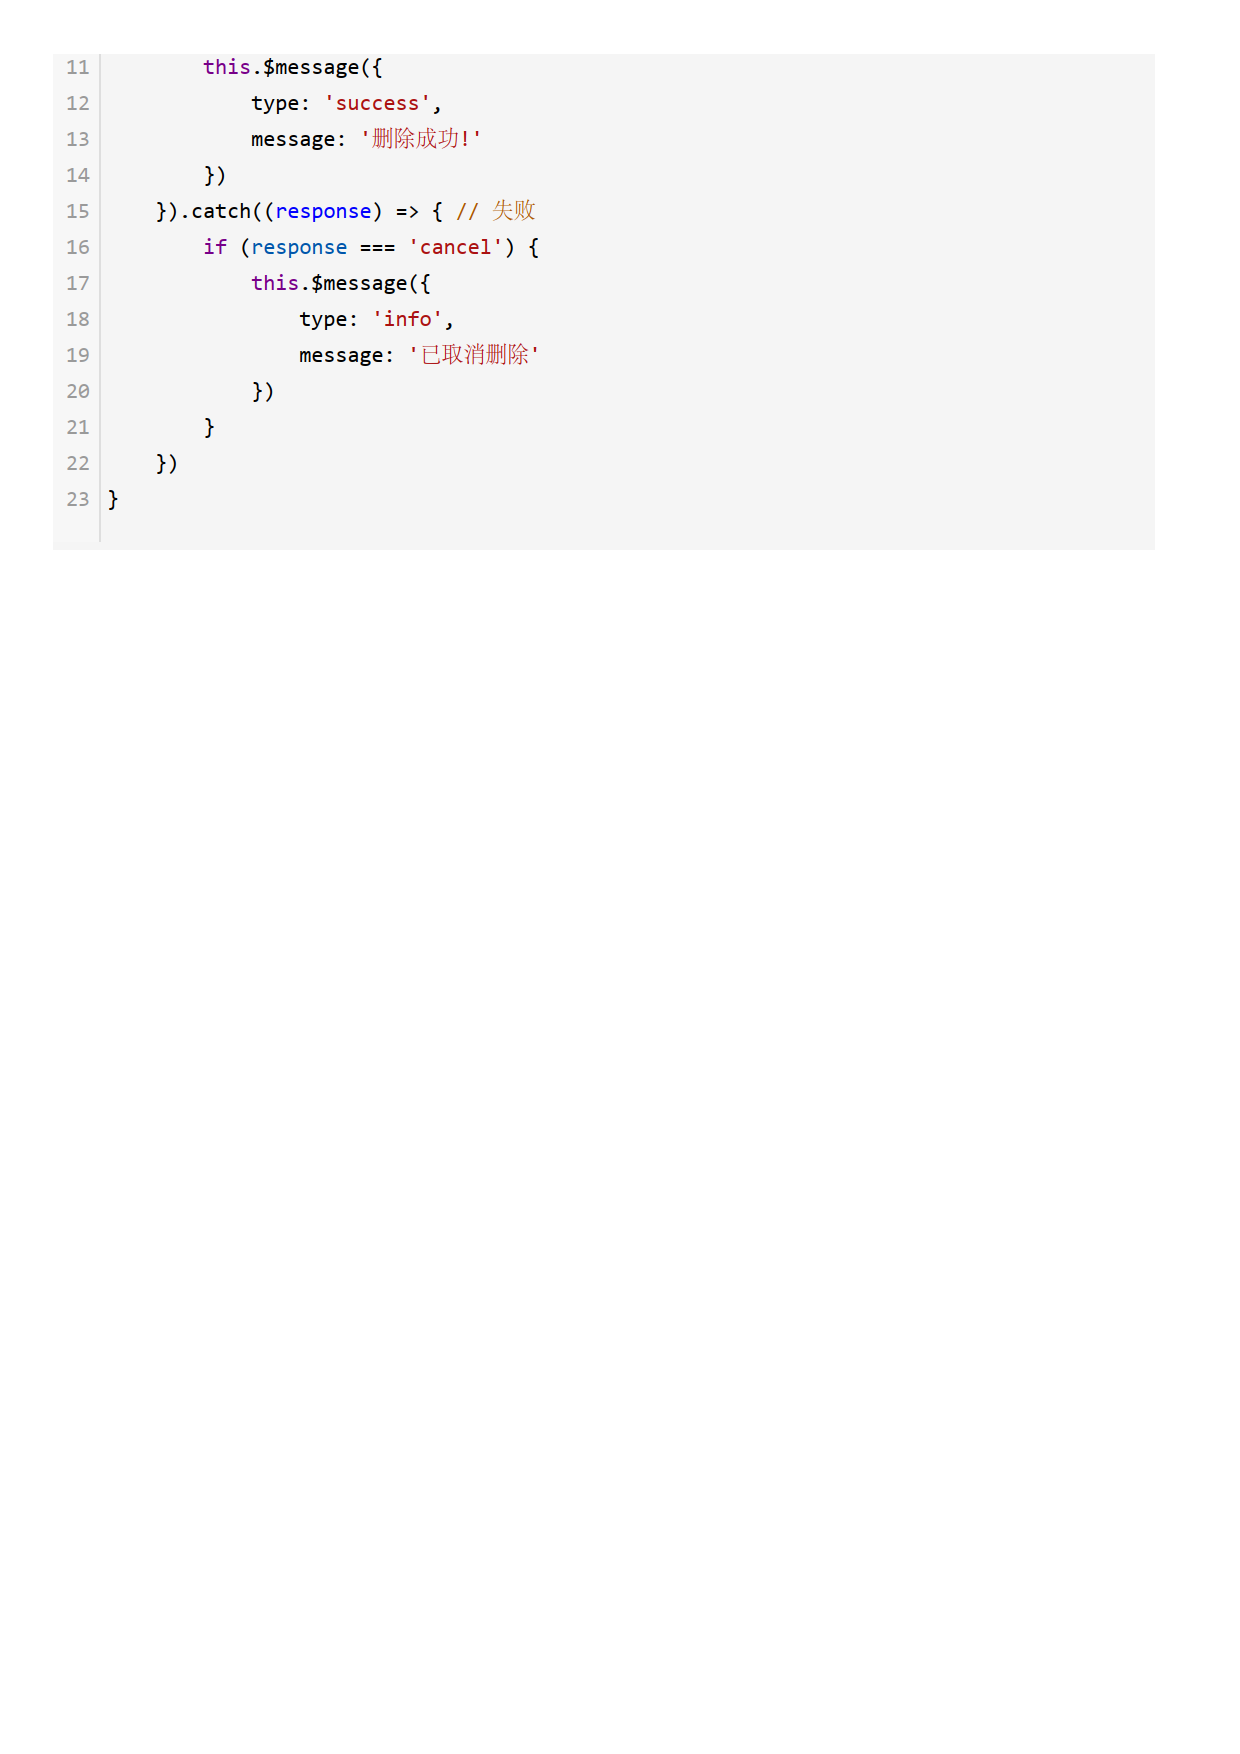 11         this.$message({
12             type: 'success',
13             message: '删除成功!'
14         })
15     }).catch((response) => { // 失败
16         if (response === 'cancel') {
17             this.$message({
18                 type: 'info',
19                 message: '已取消删除'
20             })
21         }
22     })
23 }